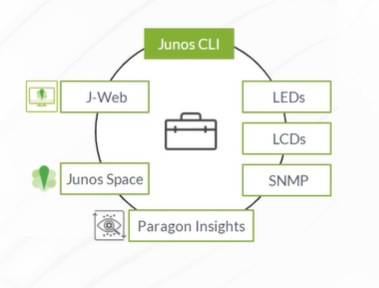 Junos CLI
J-Web
LEDs
LCDs
Junos Space
SNMP
Paragon Insights